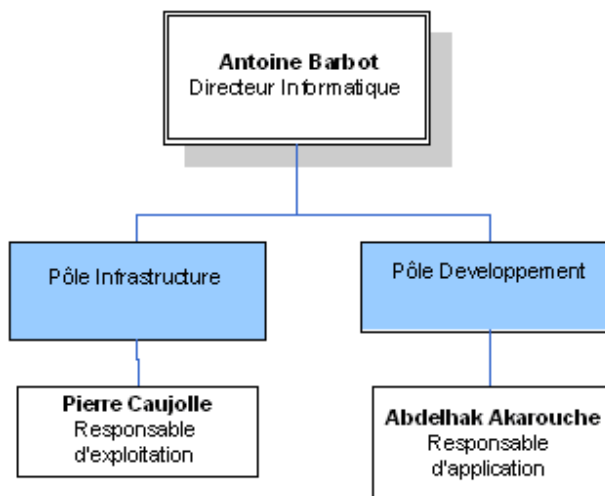 Antoine Barbot
Directeur Informatique
Pôle Infrastructure
Pôle Developpement
Pierre Caujolle
Responsable
d'exploitation
Abdelhak Akarouche
Responsable
d'application